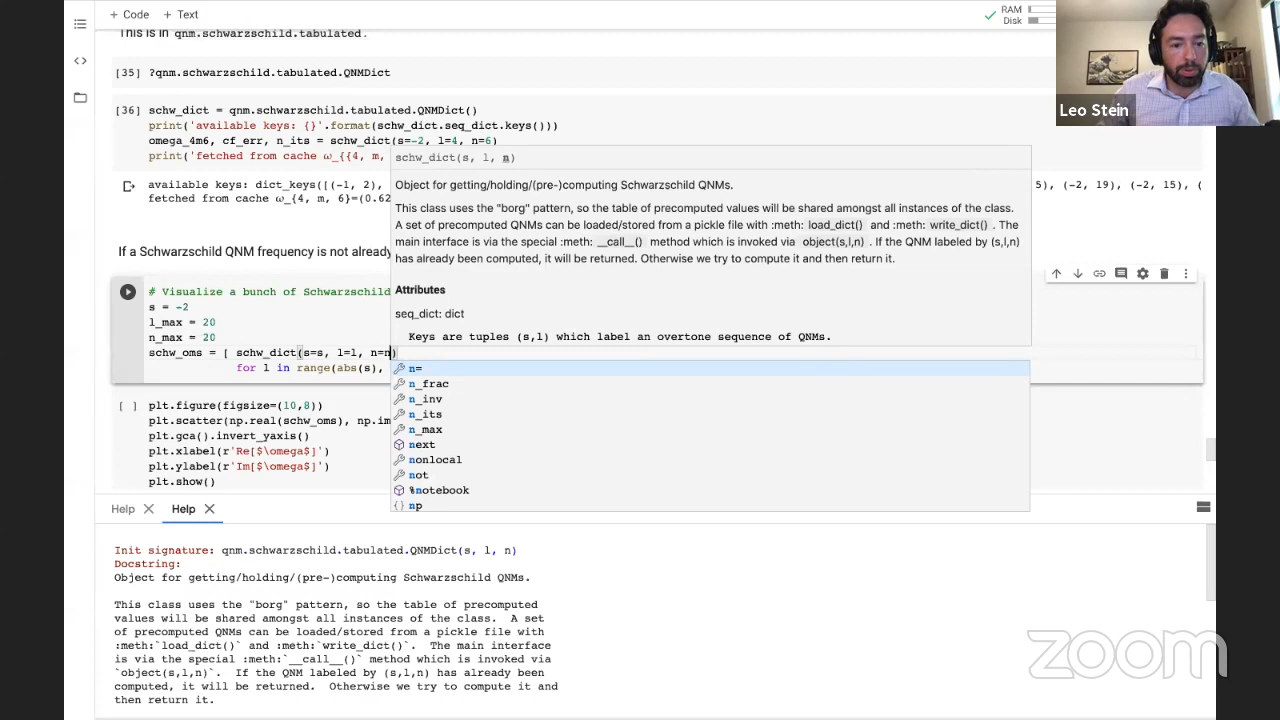 + Code + Text
RAM
Disk
This is in qnm.schwarzschild.tabulated.
[35] ?qnm.schwarzschild.tabulated.QNMDict
[36] schw_dict = qnm.schwarzschild.tabulated.QNMDict()
print('available keys: {}'.format(schw_dict.seq_dict.keys()))
omega_4m6, cf_err, n_its = schw_dict(s=-2, l=4, n=6)
print('fetched from cache ω_{{4, m,
available keys: dict_keys([(-1, 2), 5), (-2, 19), (-2, 15), (
fetched from cache ω_{4, m, 6}=(0.62
schw_dict(s, l, n)
Object for getting/holding/(pre-)computing Schwarzschild QNMs.
This class uses the "borg" pattern, so the table of precomputed values will be shared amongst all instances of the class.
A set of precomputed QNMs can be loaded/stored from a pickle file with :meth: load_dict() and :meth: write_dict() . The
main interface is via the special :meth: __call__() method which is invoked via object(s,l,n) . If the QNM labeled by (s,l,n)
has already been computed, it will be returned. Otherwise we try to compute it and then return it.
Attributes
seq_dict: dict
Keys are tuples (s,l) which label an overtone sequence of QNMs.
If a Schwarzschild QNM frequency is not already
# Visualize a bunch of Schwarzschild
s = -2
l_max = 20
n_max = 20
schw_oms = [ schw_dict(s=s, l=l, n=n)
for l in range(abs(s),
n=
n_frac
n_inv
n_its
n_max
next
nonlocal
not
%notebook
np
[ ] plt.figure(figsize=(10,8))
plt.scatter(np.real(schw_oms), np.im
plt.gca().invert_yaxis()
plt.xlabel(r'Re[$\omega$]')
plt.ylabel(r'Im[$\omega$]')
plt.show()
Help Help
Init signature: qnm.schwarzschild.tabulated.QNMDict(s, l, n)
Docstring:
Object for getting/holding/(pre-)computing Schwarzschild QNMs.
This class uses the "borg" pattern, so the table of precomputed
values will be shared amongst all instances of the class. A set
of precomputed QNMs can be loaded/stored from a pickle file with
:meth:`load_dict()` and :meth:`write_dict()`. The main interface
is via the special :meth:`__call__()` method which is invoked via
`object(s,l,n)`. If the QNM labeled by (s,l,n) has already been
computed, it will be returned. Otherwise we try to compute it and
then return it.
Leo Stein
zoom